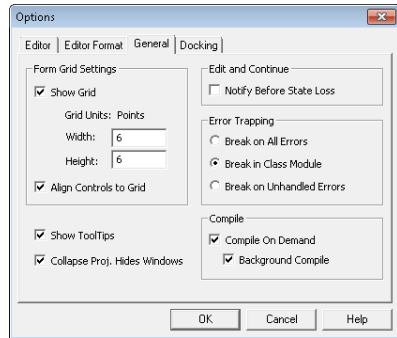 Options
Editor Editor Format General Docking
Form Grid Settings
Show Grid
Grid Units: Points
Width: 6
Height: 6
Align Controls to Grid
Show ToolTips
Collapse Proj. Hides Windows
Edit and Continue
Notify Before State Loss
Error Trapping
Break on All Errors
Break in Class Module
Break on Unhandled Errors
Compile
Compile On Demand
Background Compile
OK Cancel Help